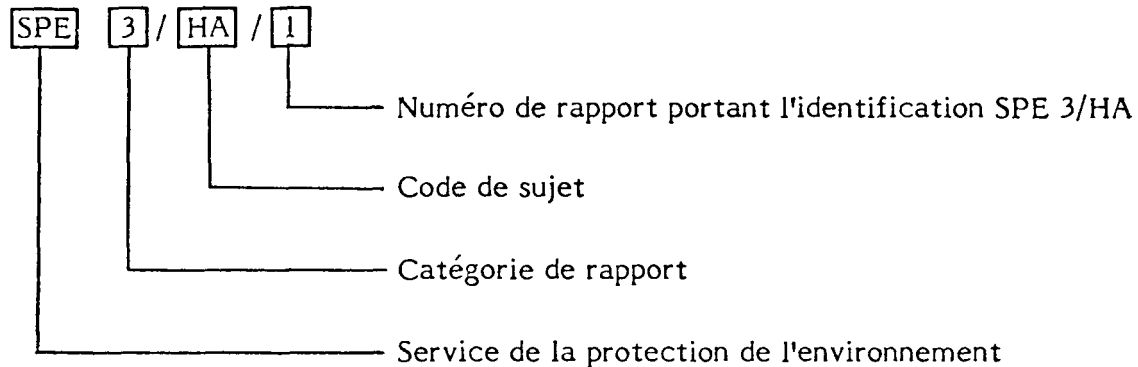 SPE 3 / HA / 1
Numéro de rapport portant l'identification SPE 3/HA
Code de sujet
Catégorie de rapport
Service de la protection de l'environnement